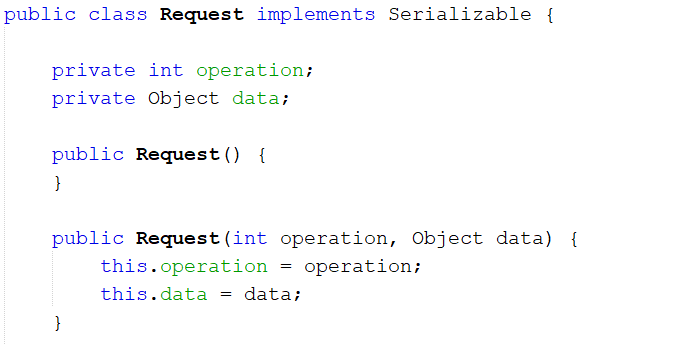 public class Request implements Serializable {
private int operation;
private Object data;
public Request() {
}
public Request(int operation, Object data) {
this.operation = operation;
this.data = data;
}